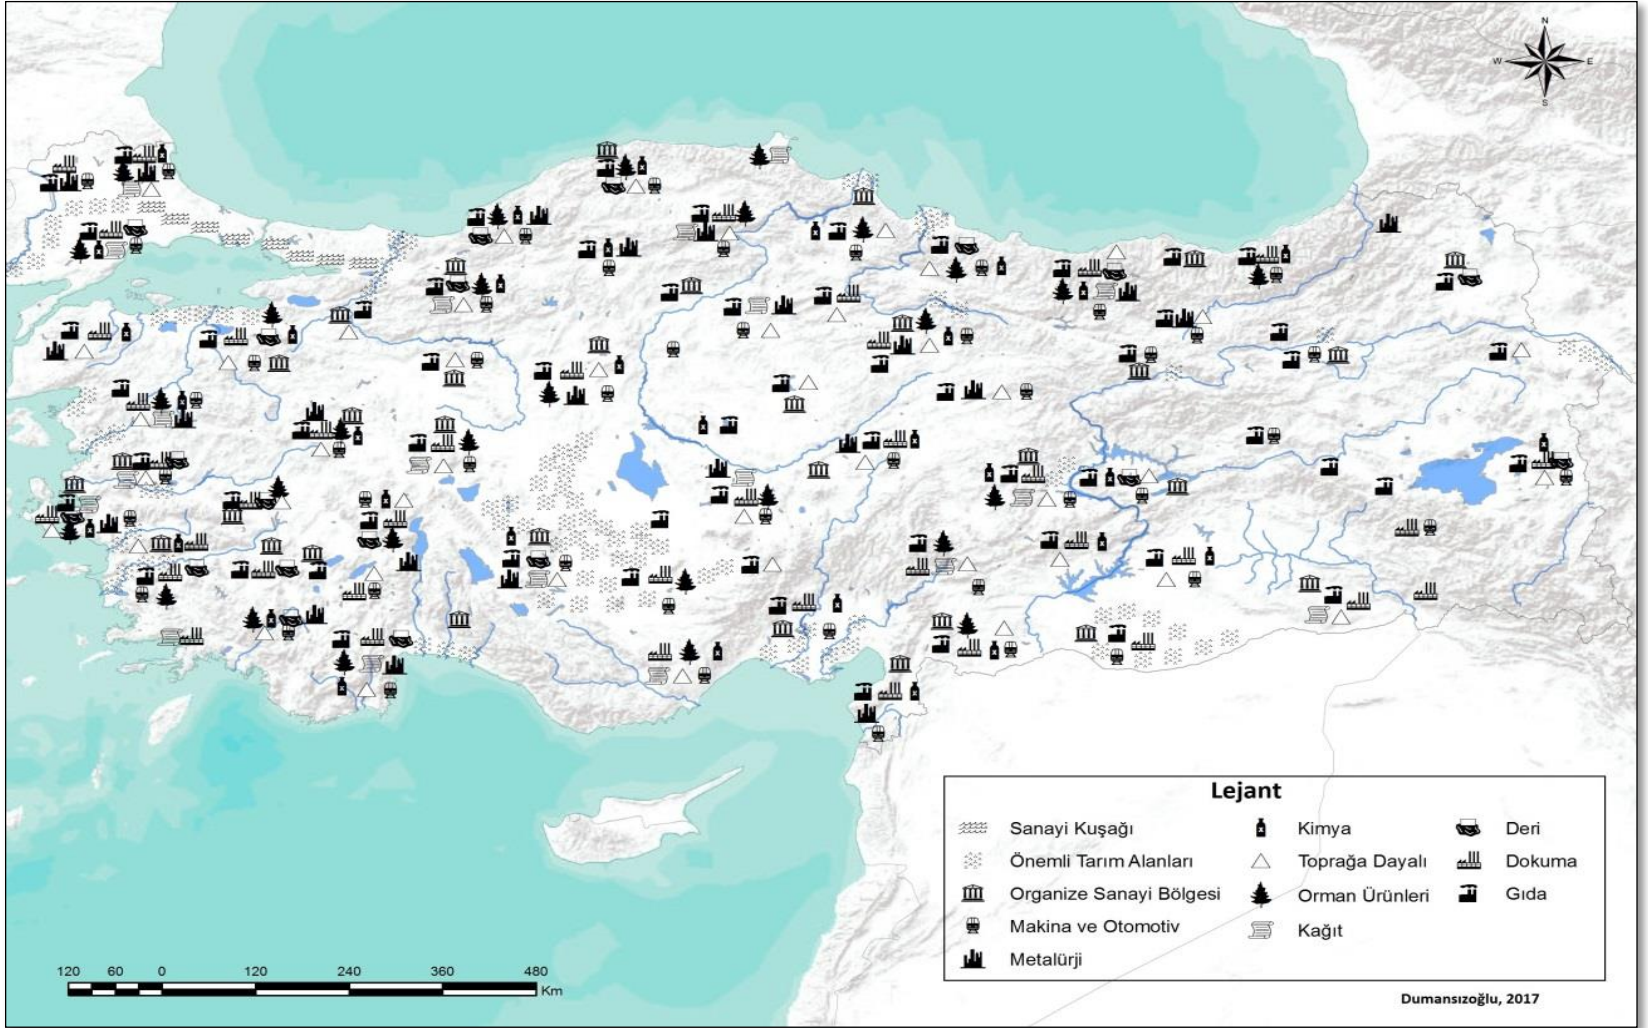 N
W E
S
Lejant
Sanayi Kuşağı
Önemli Tarım Alanları
Organize Sanayi Bölgesi
Makina ve Otomotiv
Metalürji
Kimya
Toprağa Dayalı
Orman Ürünleri
Kağıt
Deri
Dokuma
Gıda
120 60 0 120 240 360 480
Km
Dumansızoğlu, 2017